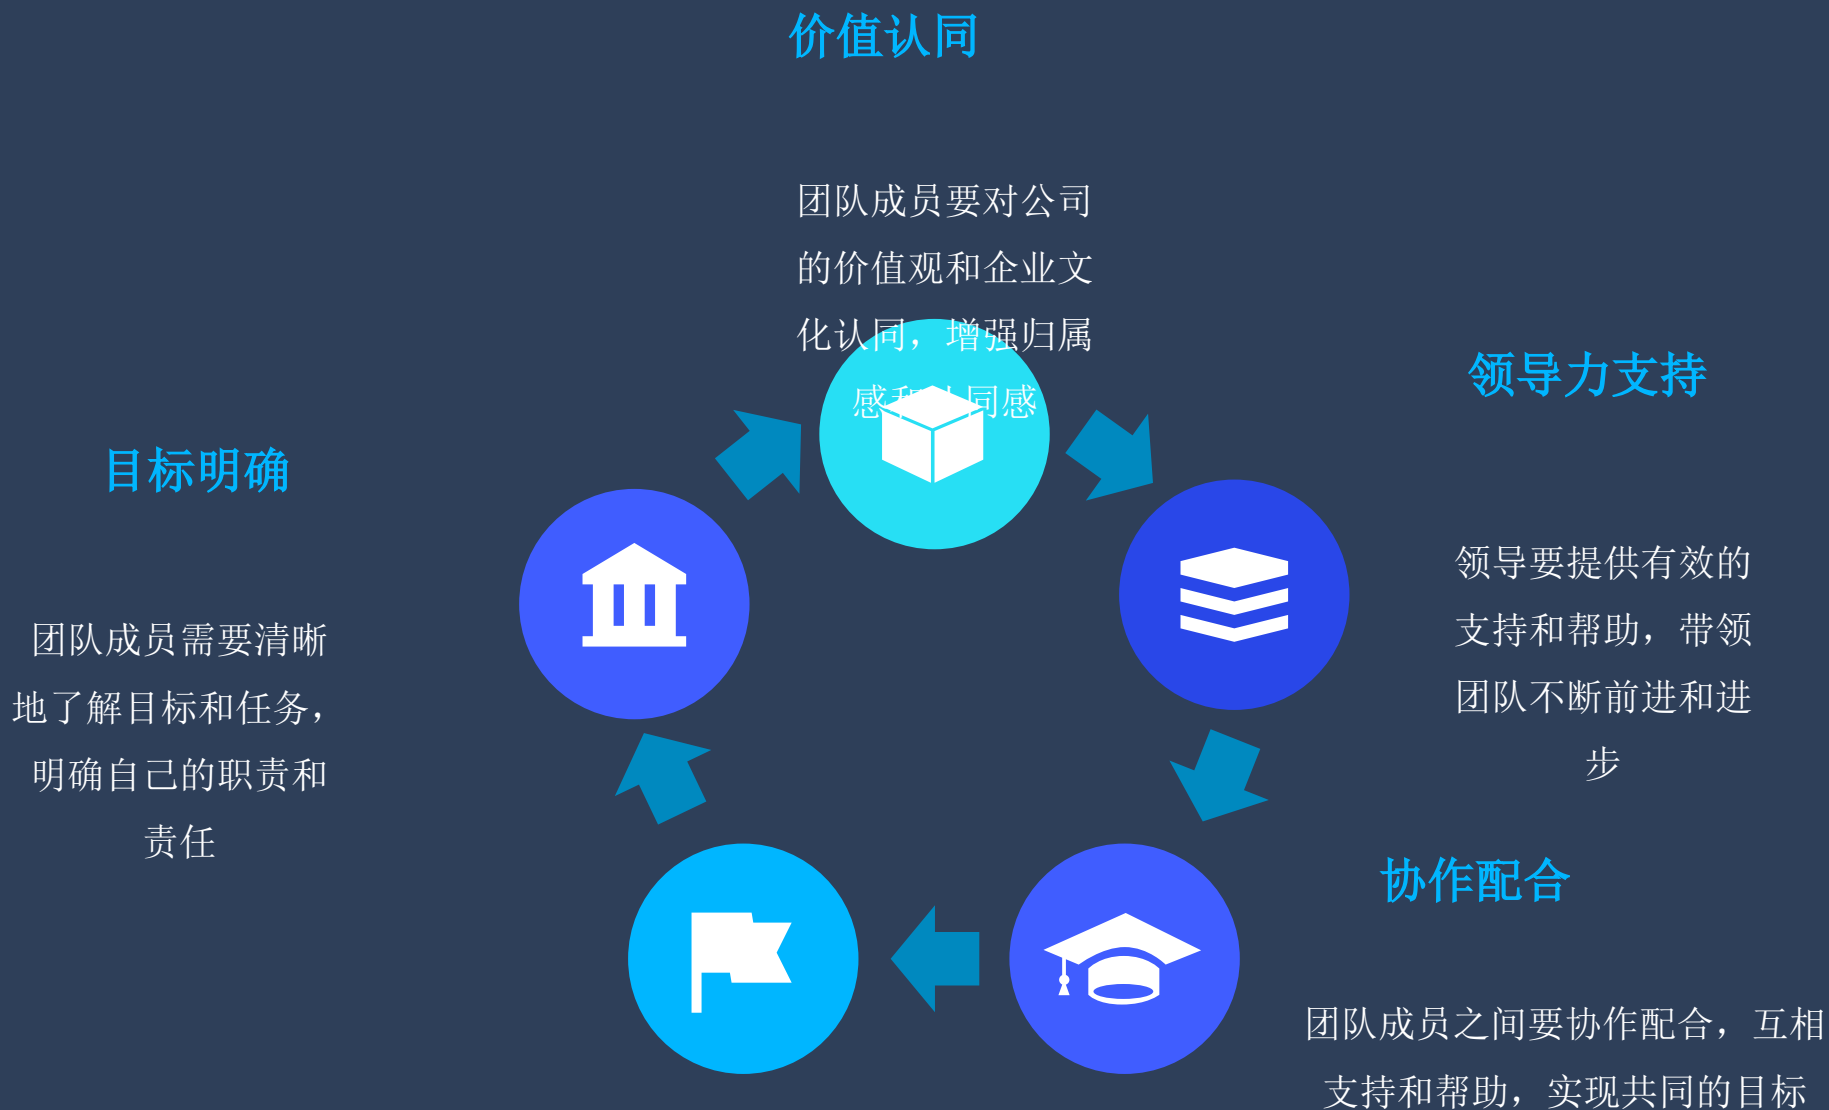 价值认同
团队成员要对公司
的价值观和企业文
化认同，增强归属
感和认同感
领导力支持
领导要提供有效的
支持和帮助，带领
团队不断前进和进
步
目标明确
团队成员需要清晰
地了解目标和任务，
明确自己的职责和
责任
协作配合
团队成员之间要协作配合，互相
支持和帮助，实现共同的目标